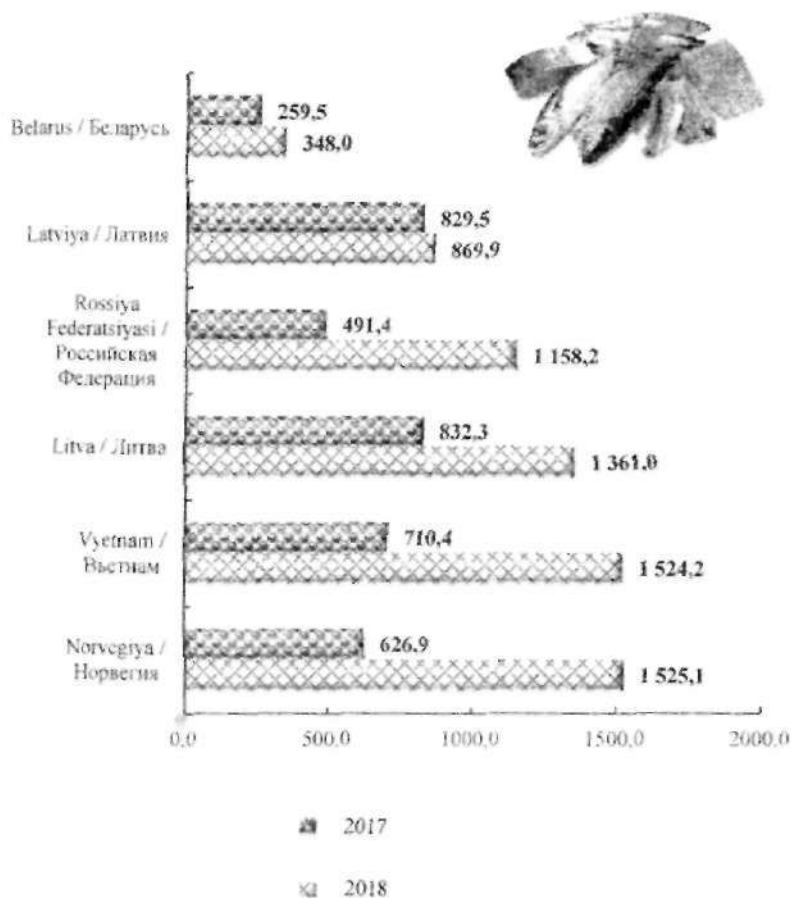 259,5
Belarus / Беларусь
348,0
829,5
Latviya / Латвия
869,9
Rossiya
Federatsiyasi /
Российская
Федерация
491,4
1 158,2
832,3
Litva / Литва
1 361,0
Vyetnam /
Вьетнам
710,4
1 524,2
Norvegiya /
Норвегия
626,9
1 525,1
0,0 500,0 1000,0 1500,0 2000,0
2017
2018